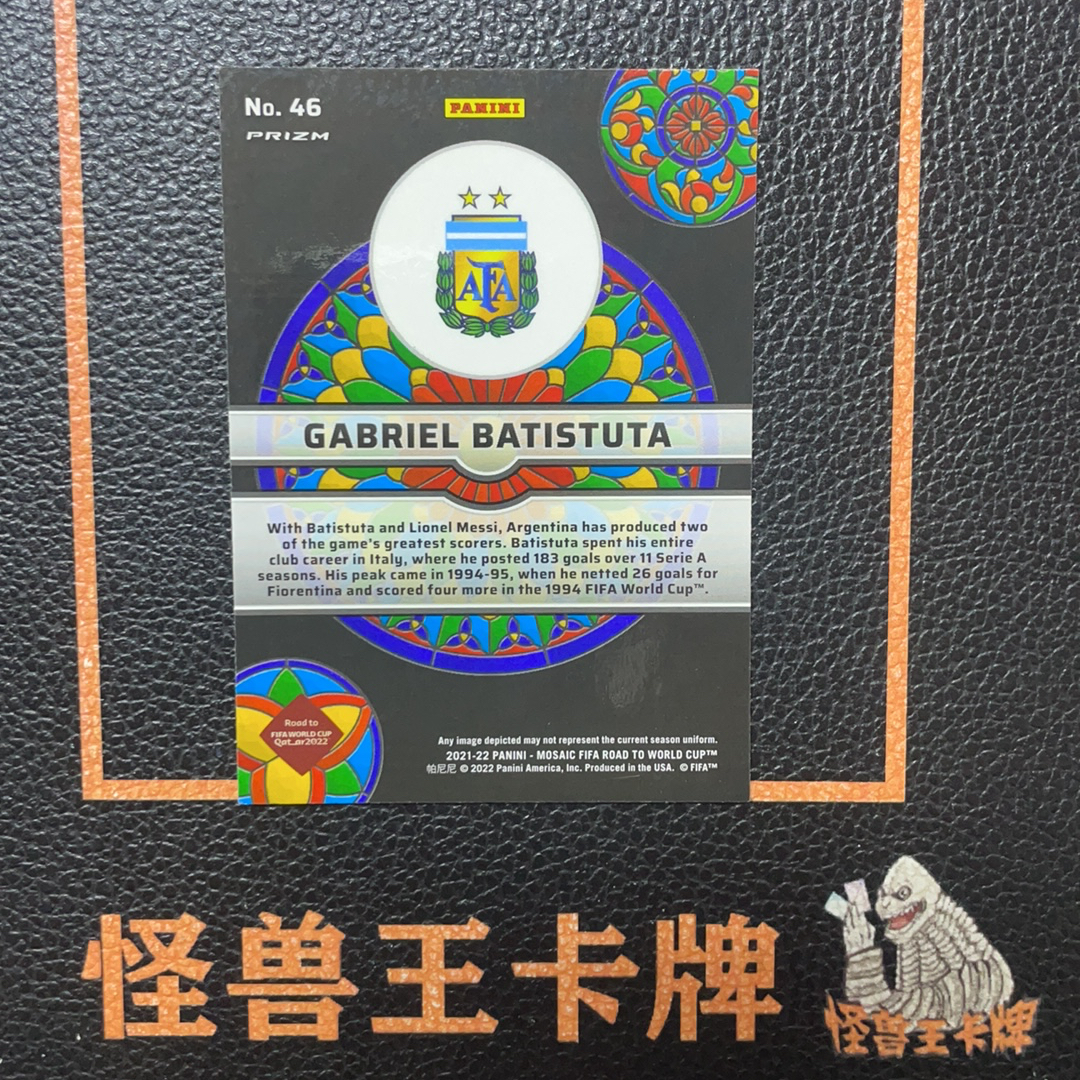 No. 46
PANINI
PRIZM
AFA
GABRIEL BATISTUTA
With Batistuta and Lionel Messi, Argentina has produced two
of the game's greatest scorers. Batistuta spent his entire
club career in Italy, where he posted 183 goals over 11 Serie A
seasons. His peak came in 1994-95, when he netted 26 goals for
Fiorentina and scored four more in the 1994 FIFA World Cup™.
Road to
FIFA WORLD CUP
Qat_ar2022
Any image depicted may not represent the current season uniform.
2021-22 PANINI - MOSAIC FIFA ROAD TO WORLD CUP™
帕尼尼 © 2022 Panini America, Inc. Produced in the USA. © FIFA™
怪兽王卡牌
怪兽王卡牌